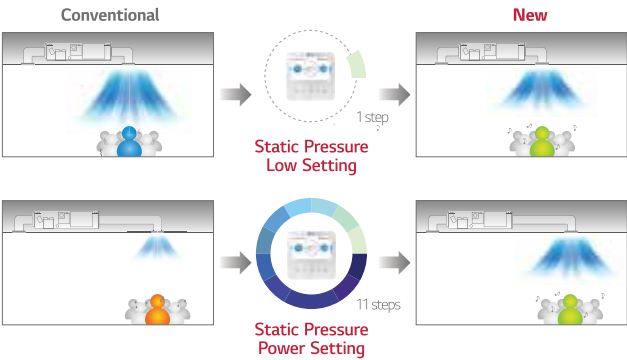 Conventional
New
1 step
Static Pressure
Low Setting
11 steps
Static Pressure
Power Setting